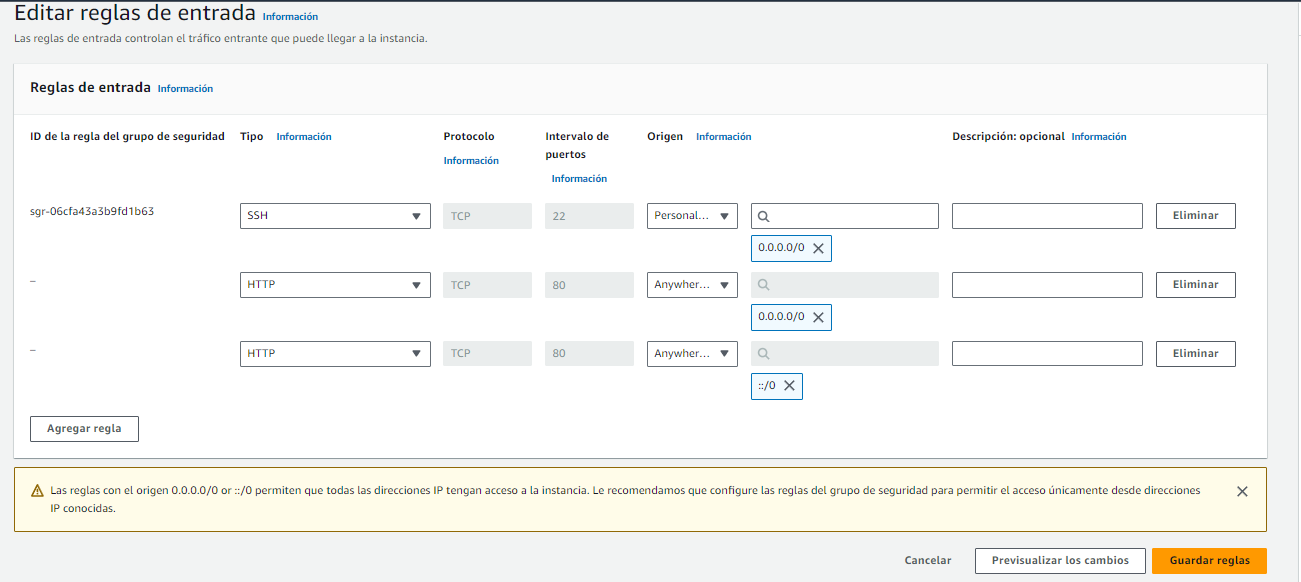 Editar reglas de entrada Información
Las reglas de entrada controlan el tráfico entrante que puede llegar a la instancia.
Reglas de entrada Información
ID de la regla del grupo de seguridad Tipo Información Protocolo Información Intervalo de puertos Información Origen Información Descripción: opcional Información
sgr-06cfa43a3b9fd1b63 SSH TCP 22 Personal... Eliminar
0.0.0.0/0
– HTTP TCP 80 Anywher... Eliminar
0.0.0.0/0
– HTTP TCP 80 Anywher... Eliminar
::/0
Agregar regla
Las reglas con el origen 0.0.0.0/0 or ::/0 permiten que todas las direcciones IP tengan acceso a la instancia. Le recomendamos que configure las reglas del grupo de seguridad para permitir el acceso únicamente desde direcciones
IP conocidas.
Cancelar Previsualizar los cambios Guardar reglas